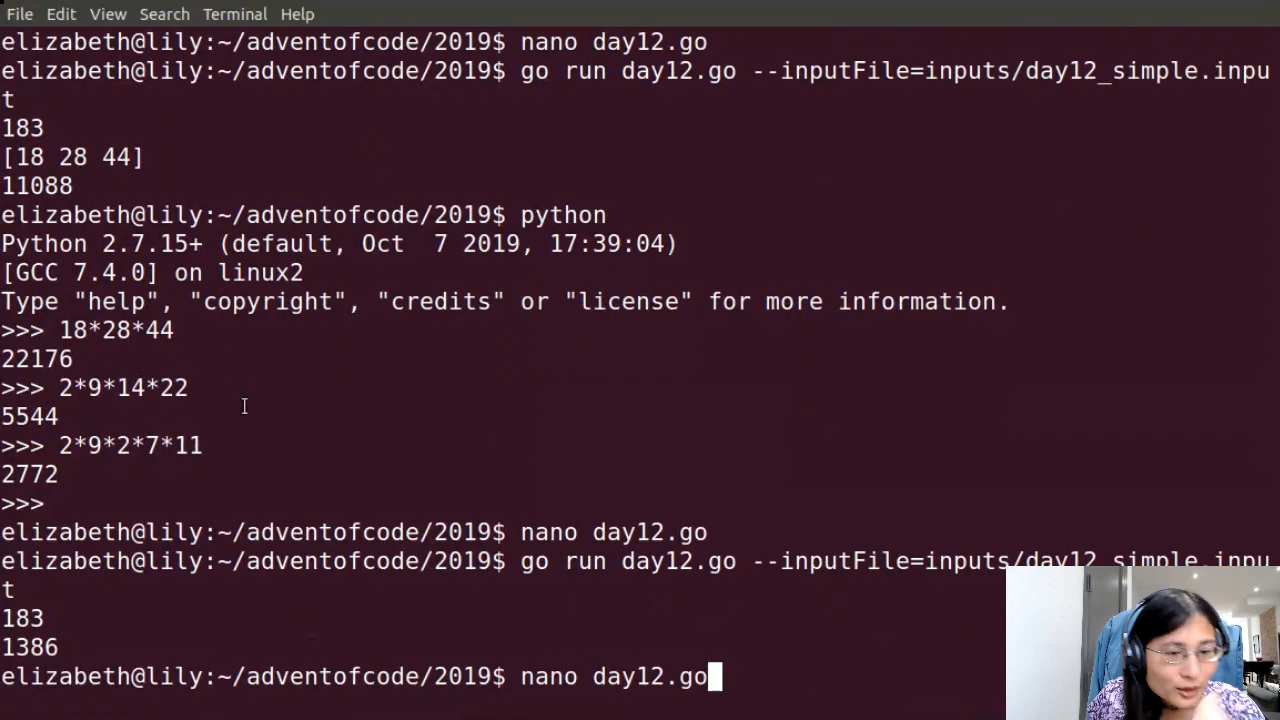 File Edit View Search Terminal Help
elizabeth@lily:~/adventofcode/2019$ nano day12.go
elizabeth@lily:~/adventofcode/2019$ go run day12.go --inputFile=inputs/day12_simple.inpu
t
183
[18 28 44]
11088
elizabeth@lily:~/adventofcode/2019$ python
Python 2.7.15+ (default, Oct  7 2019, 17:39:04)
[GCC 7.4.0] on linux2
Type "help", "copyright", "credits" or "license" for more information.
>>> 18*28*44
22176
>>> 2*9*14*22
5544
>>> 2*9*2*7*11
2772
>>>
elizabeth@lily:~/adventofcode/2019$ nano day12.go
elizabeth@lily:~/adventofcode/2019$ go run day12.go --inputFile=inputs/day12_simple.inpu
t
183
1386
elizabeth@lily:~/adventofcode/2019$ nano day12.go